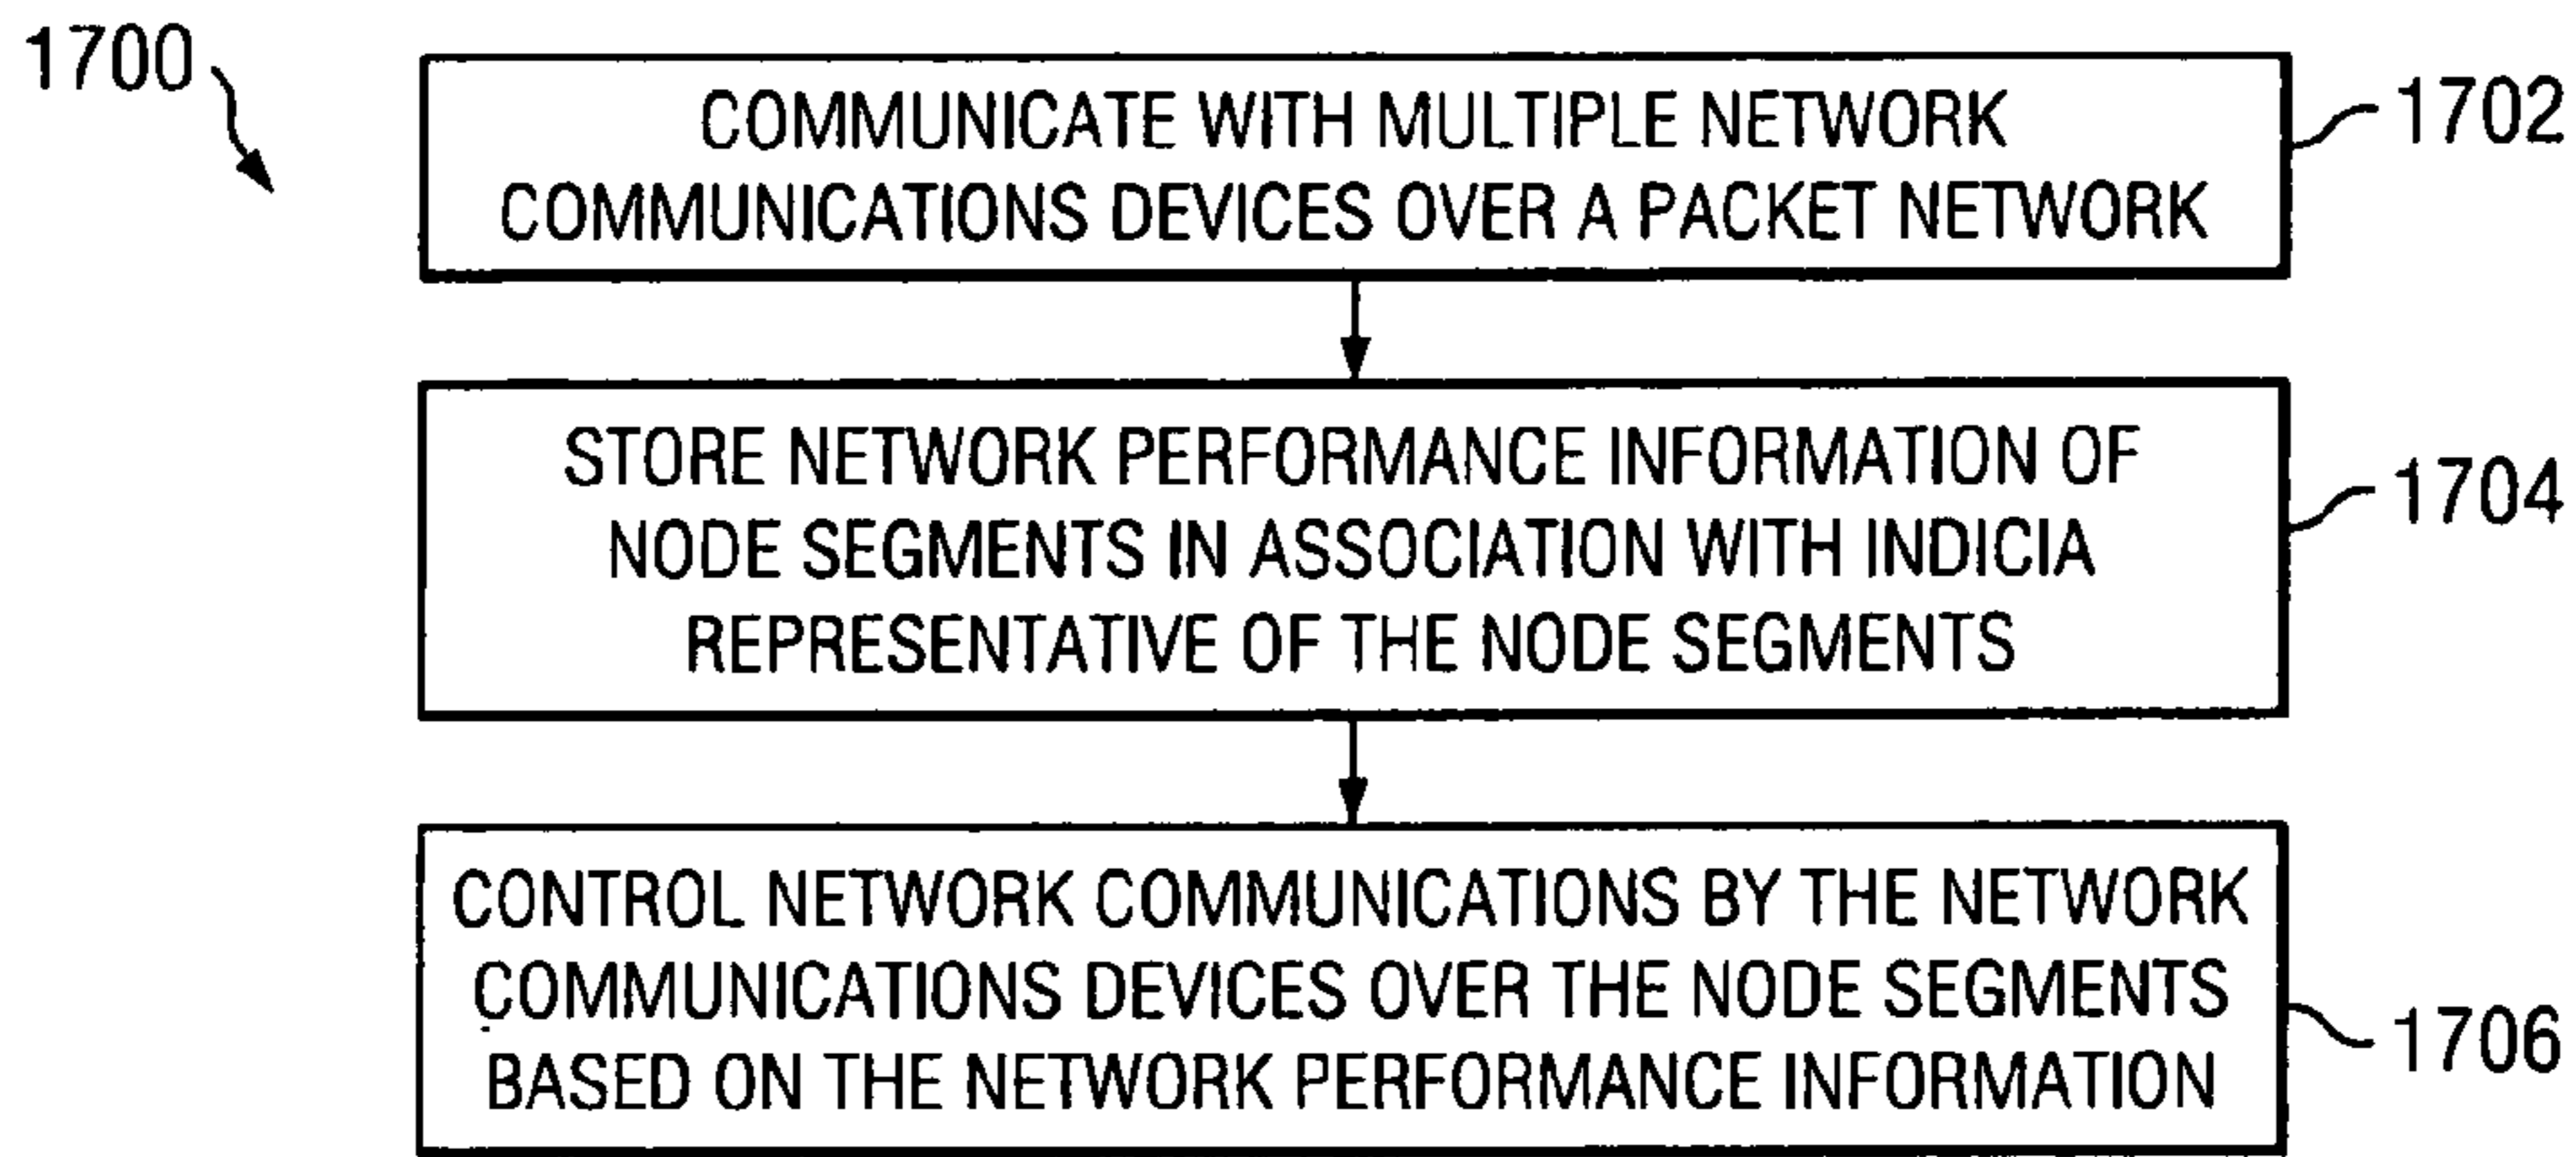 1700
COMMUNICATE WITH MULTIPLE NETWORK
COMMUNICATIONS DEVICES OVER A PACKET NETWORK
1702
STORE NETWORK PERFORMANCE INFORMATION OF
NODE SEGMENTS IN ASSOCIATION WITH INDICIA
REPRESENTATIVE OF THE NODE SEGMENTS
1704
CONTROL NETWORK COMMUNICATIONS BY THE NETWORK
COMMUNICATIONS DEVICES OVER THE NODE SEGMENTS
BASED ON THE NETWORK PERFORMANCE INFORMATION
1706